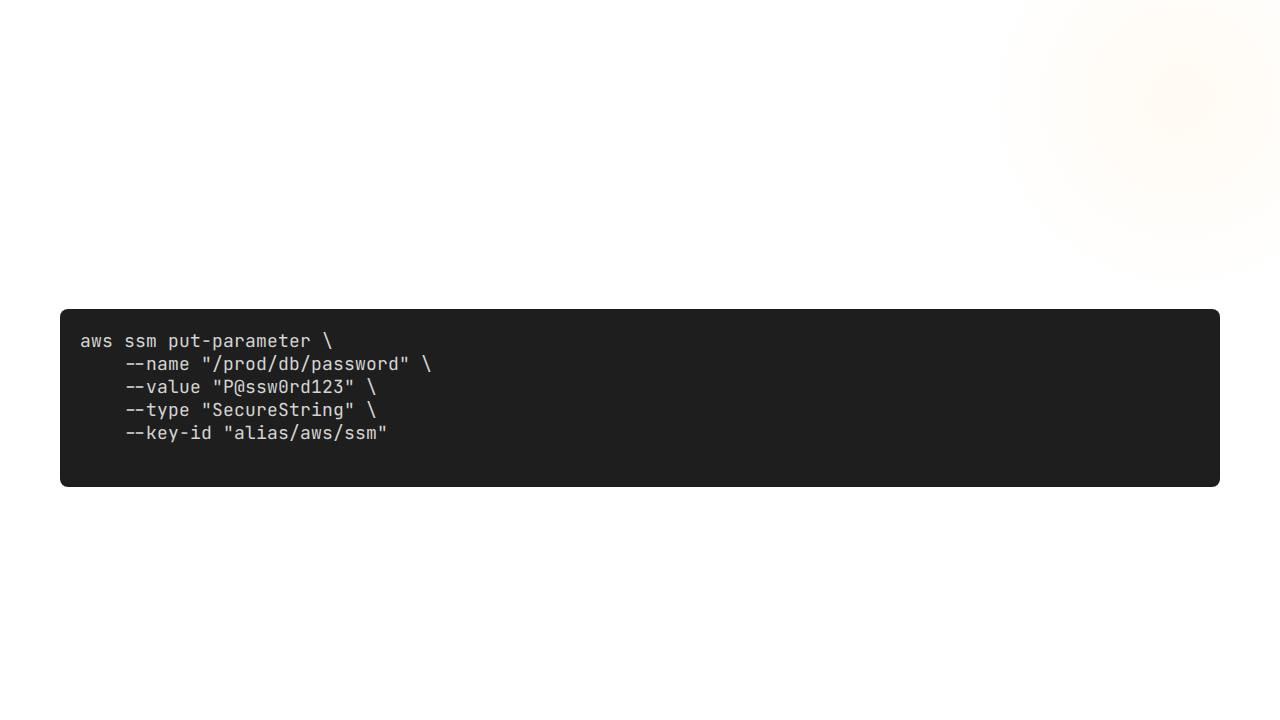 aws ssm put-parameter \
    --name "/prod/db/password" \
    --value "P@ssw0rd123" \
    --type "SecureString" \
    --key-id "alias/aws/ssm"